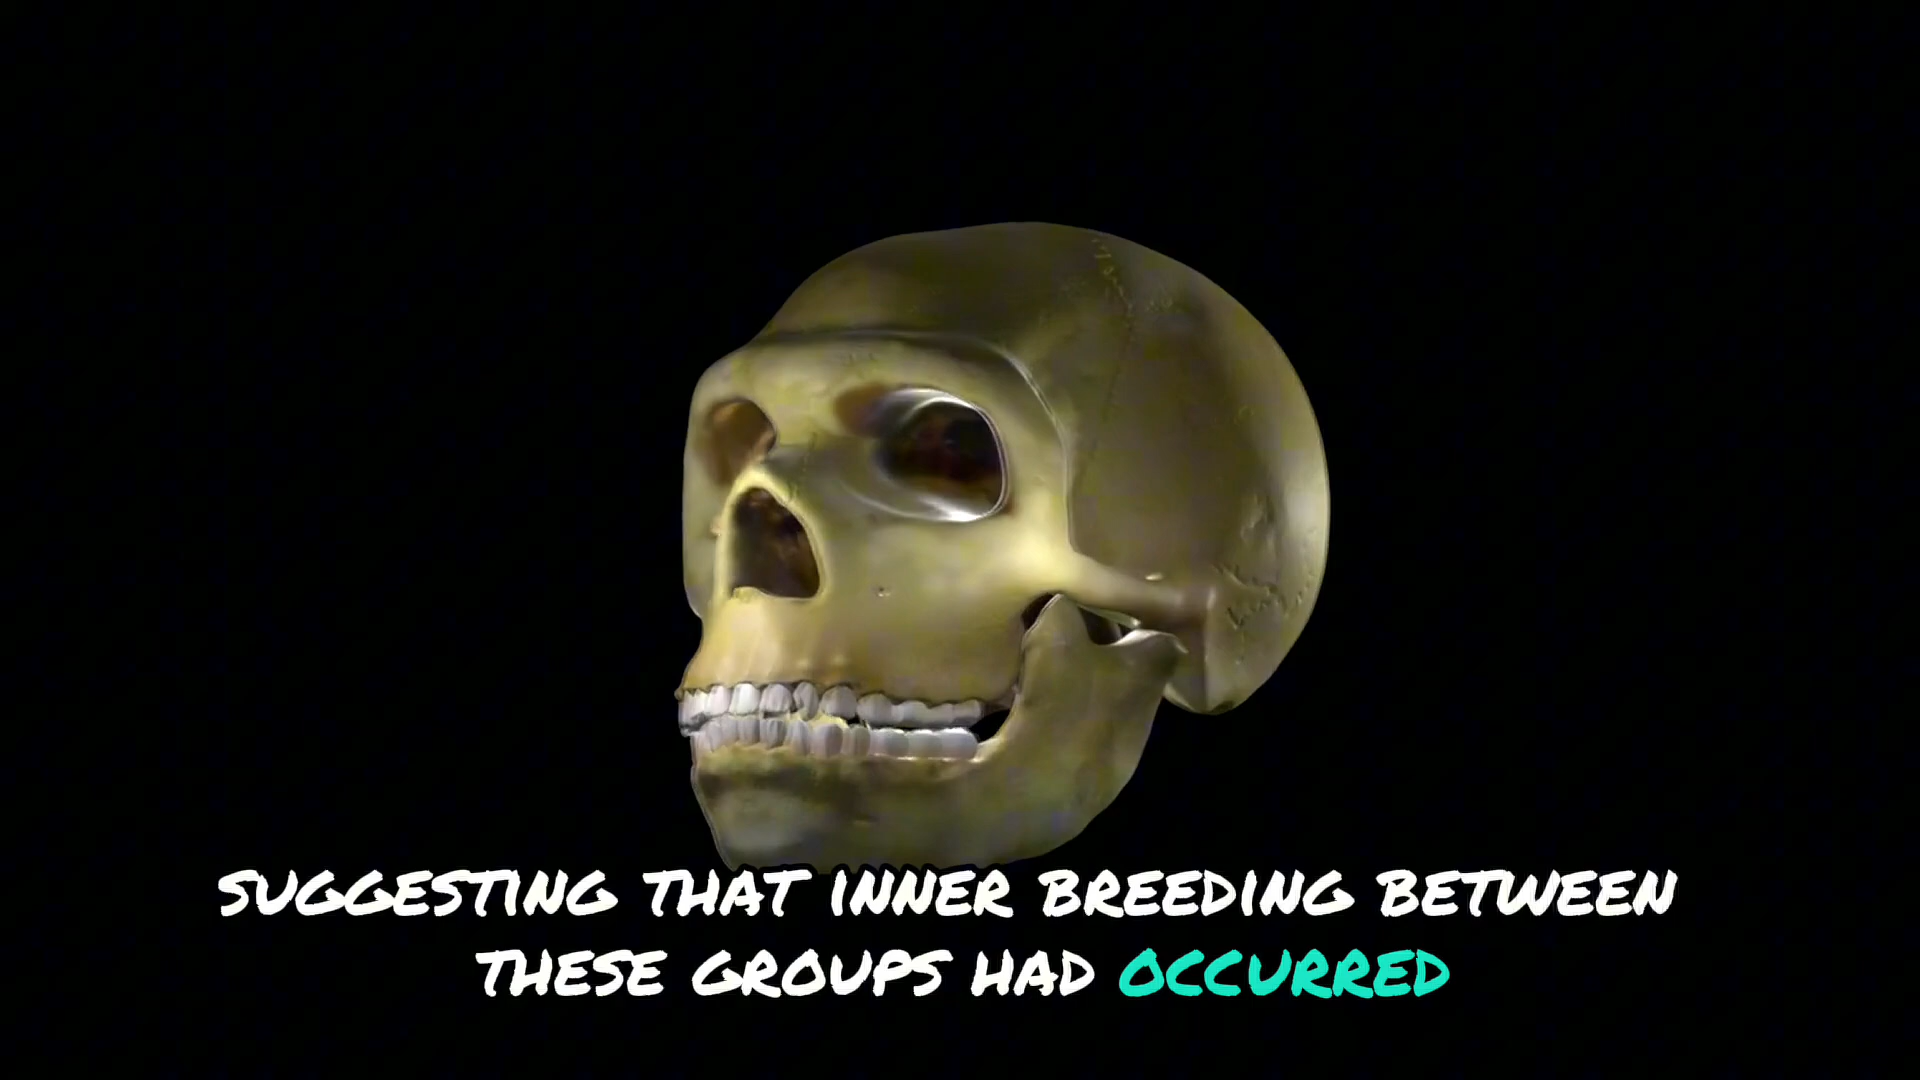 SUGGESTING THAT INNER BREEDING BETWEEN
THESE GROUPS HAD OCCURRED